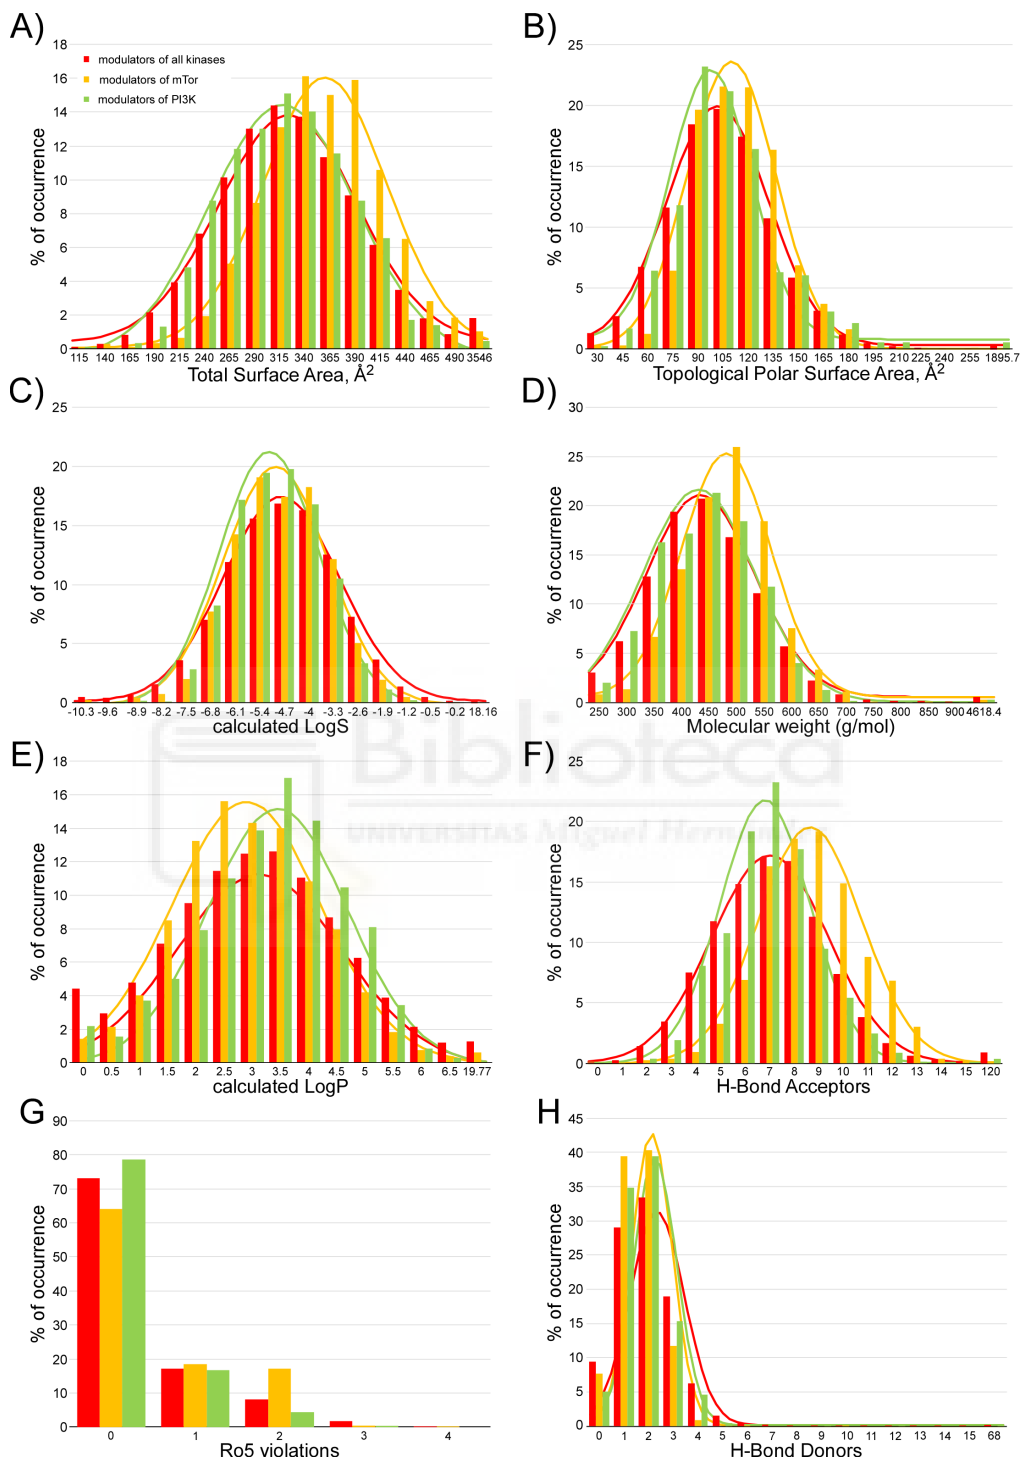 A)
18
16
14
12
10
8
6
4
2
0
% of occurrence
modulators of all kinases
modulators of mTor
modulators of PI3K
115 140 165 190 215 240 265 290 315 340 365 390 415 440 465 490 3546
Total Surface Area, Å2
B)
25
20
15
10
5
0
% of occurrence
30 45 60 75 90 105 120 135 150 165 180 195 210 225 240 255 1895.7
Topological Polar Surface Area, Å2
C)
25
20
15
10
5
0
% of occurrence
-10.3 -9.6 -8.9 -8.2 -7.5 -6.8 -6.1 -5.4 -4.7 -4 -3.3 -2.6 -1.9 -1.2 -0.5 -0.2 18.16
calculated LogS
D)
30
25
20
15
10
5
0
% of occurrence
250 300 350 400 450 500 550 600 650 700 750 800 850 900 4618.4
Molecular weight (g/mol)
Biblioteca
UNIVERSITAS Miguel Hernández
E)
18
16
14
12
10
8
6
4
2
0
% of occurrence
0 0.5 1 1.5 2 2.5 3 3.5 4 4.5 5 5.5 6 6.5 19.77
calculated LogP
F)
25
20
15
10
5
0
% of occurrence
0 1 2 3 4 5 6 7 8 9 10 11 12 13 14 15 120
H-Bond Acceptors
G
90
80
70
60
50
40
30
20
10
0
% of occurrence
0 1 2 3 4
Ro5 violations
H
45
40
35
30
25
20
15
10
5
0
% of occurrence
0 1 2 3 4 5 6 7 8 9 10 11 12 13 14 15 68
H-Bond Donors